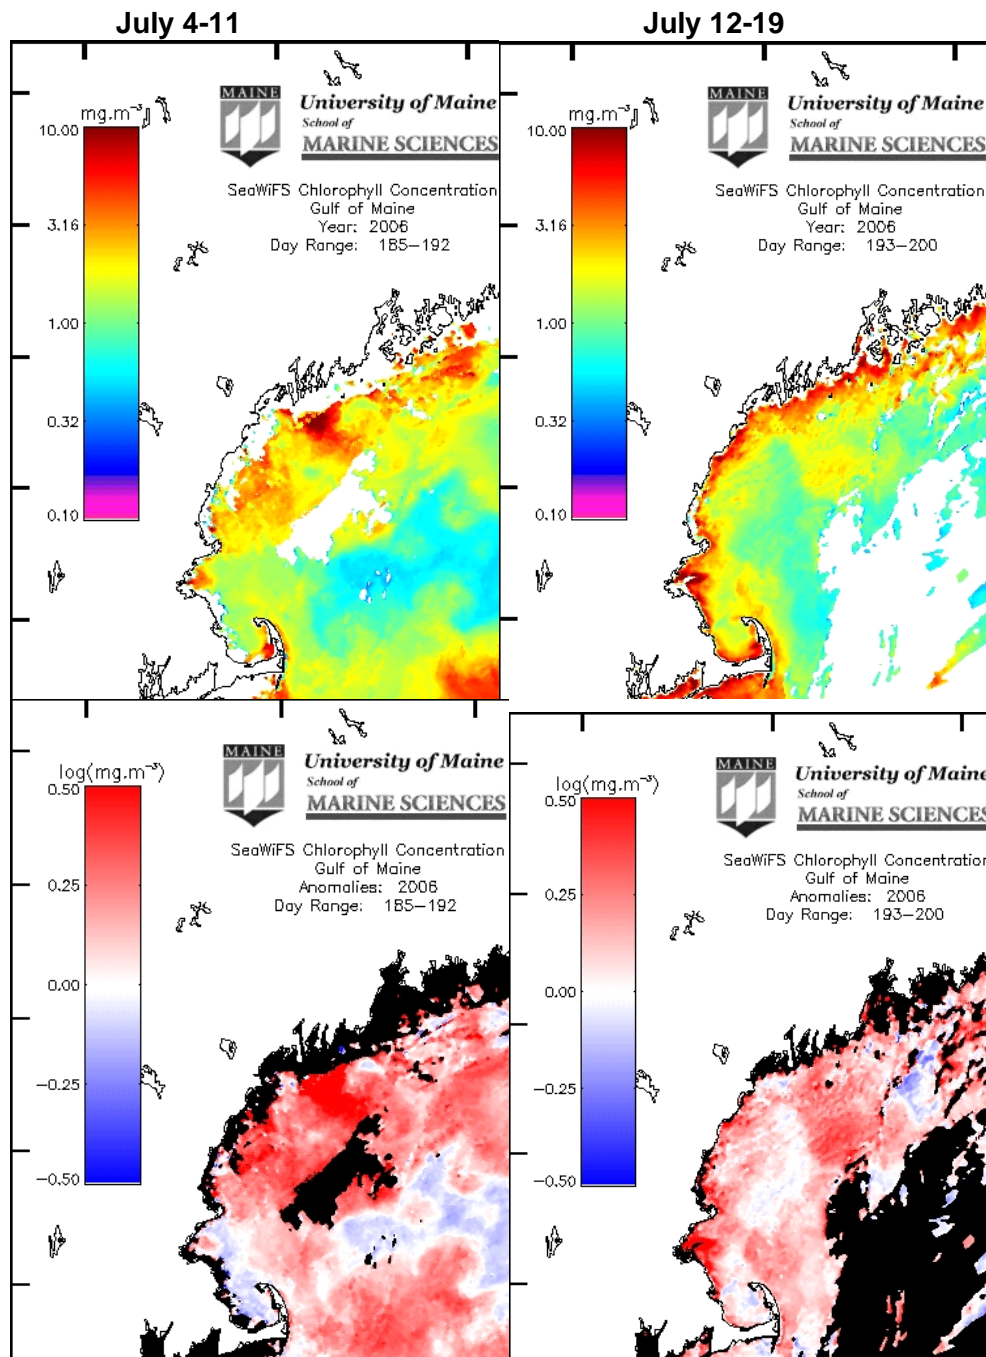 July 4-11
July 12-19
MAINE
University of Maine
School of
MARINE SCIENCES
mg.m⁻³
10.00
3.16
1.00
0.32
0.10
SeaWiFS Chlorophyll Concentration
Gulf of Maine
Year: 2006
Day Range: 185-192
MAINE
University of Maine
School of
MARINE SCIENCES
mg.m⁻³
10.00
3.16
1.00
0.32
0.10
SeaWiFS Chlorophyll Concentration
Gulf of Maine
Year: 2006
Day Range: 193-200
MAINE
University of Maine
School of
MARINE SCIENCES
log(mg.m⁻³)
0.50
0.25
0.00
-0.25
-0.50
SeaWiFS Chlorophyll Concentration
Gulf of Maine
Anomalies: 2006
Day Range: 185-192
MAINE
University of Maine
School of
MARINE SCIENCES
log(mg.m⁻³)
0.50
0.25
0.00
-0.25
-0.50
SeaWiFS Chlorophyll Concentration
Gulf of Maine
Anomalies: 2006
Day Range: 193-200